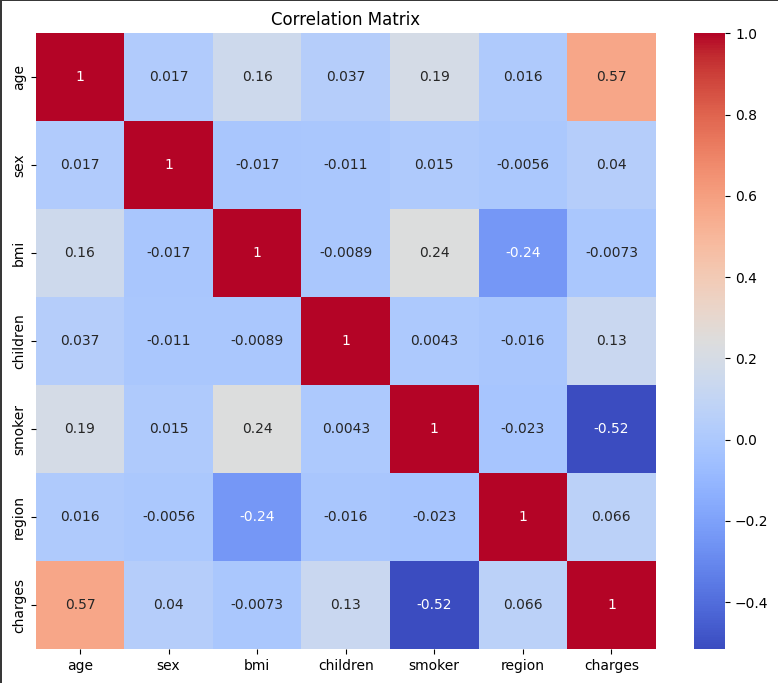 Correlation Matrix
age 1 0.017 0.16 0.037 0.19 0.016 0.57
sex 0.017 1 -0.017 -0.011 0.015 -0.0056 0.04
bmi 0.16 -0.017 1 -0.0089 0.24 -0.24 -0.0073
children 0.037 -0.011 -0.0089 1 0.0043 -0.016 0.13
smoker 0.19 0.015 0.24 0.0043 1 -0.023 -0.52
region 0.016 -0.0056 -0.24 -0.016 -0.023 1 0.066
charges 0.57 0.04 -0.0073 0.13 -0.52 0.066 1
age sex bmi children smoker region charges
1.0
0.8
0.6
0.4
0.2
0.0
−0.2
−0.4